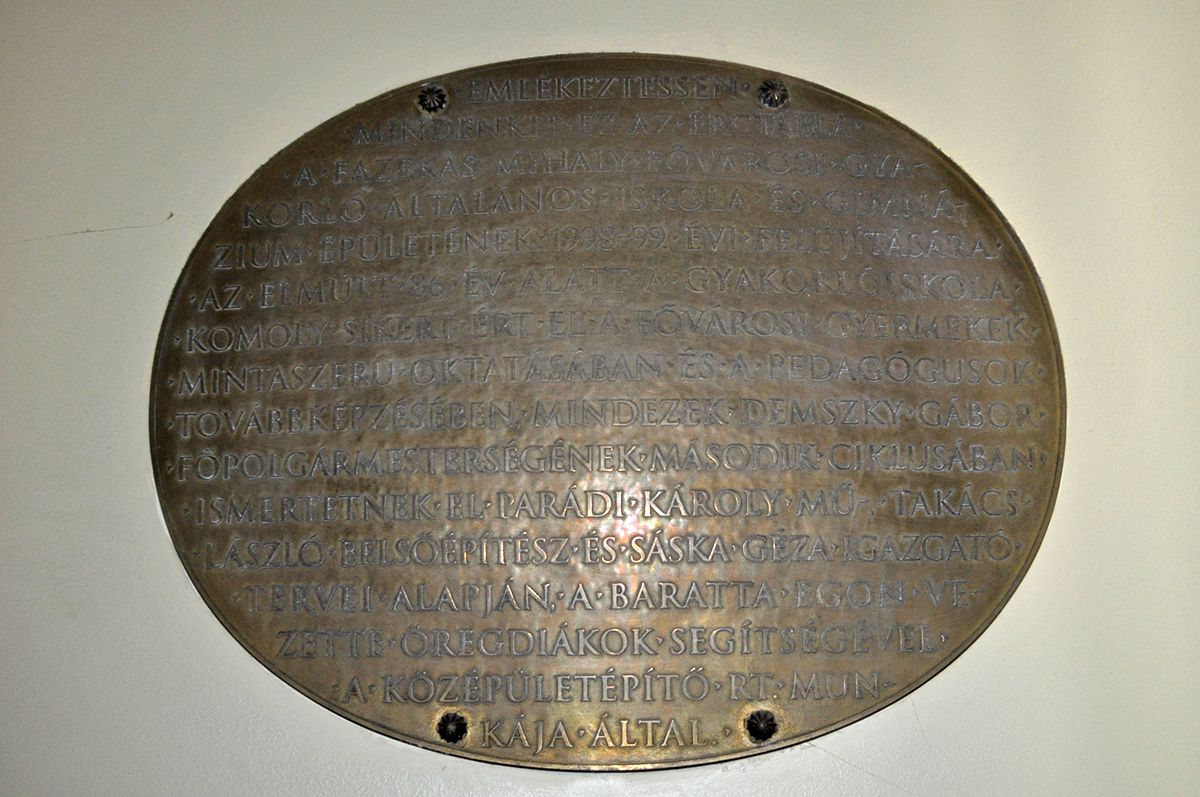 EMLÉKEZTESSEN·
·MINDENKIT·EZ·AZ·ÉRCTÁBLA·
·A·FAZEKAS·MIHÁLY·FŐVÁROSI·GYA-
KORLÓ·ÁLTALÁNOS·ISKOLA·ÉS·GIMNÁ-
ZIUM·ÉPÜLETÉNEK·1998-99.·ÉVI·FELÚJÍTÁSÁRA·
·AZ·ELMÚLT·86·ÉV·ALATT·A·GYAKORLÓISKOLA·
·KOMOLY·SIKERT·ÉRT·EL·A·FŐVÁROSI·GYERMEKEK·
·MINTASZERŰ·OKTATÁSÁBAN·ÉS·A·PEDAGÓGUSOK·
·TOVÁBBKÉPZÉSÉBEN,·MINDEZEK·DEMSZKY·GÁBOR·
·FŐPOLGÁRMESTERSÉGÉNEK·MÁSODIK·CIKLUSÁBAN·
·ISMERTETNEK·EL·PARÁDI·KÁROLY·MŰ-,·TAKÁCS·
·LÁSZLÓ·BELSŐÉPÍTÉSZ·ÉS·SÁSKA·GÉZA·IGAZGATÓ·
·TERVEI·ALAPJÁN,·A·BARATTA·EGON·VE-
ZETTE·ÖREGDIÁKOK·SEGÍTSÉGÉVEL,
·A·KÖZÉPÜLETÉPÍTŐ·RT.·MUN-
KÁJA·ÁLTAL.·